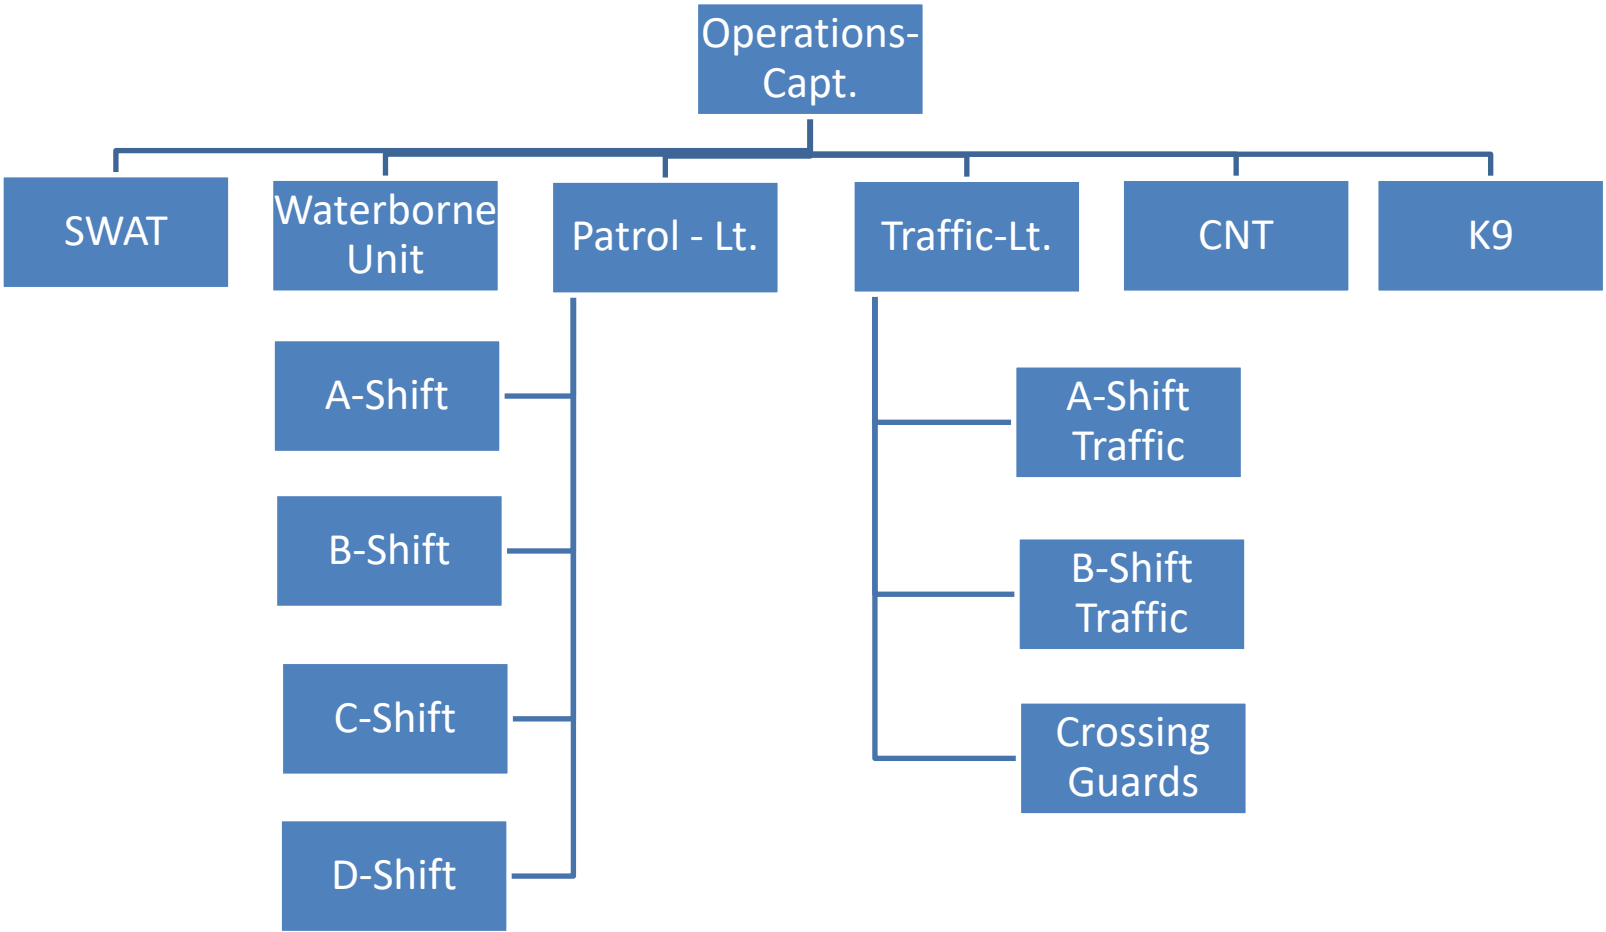 Operations-
Capt.
SWAT
Waterborne
Unit
Patrol - Lt.
Traffic-Lt.
CNT
K9
A-Shift
B-Shift
C-Shift
D-Shift
A-Shift
Traffic
B-Shift
Traffic
Crossing
Guards